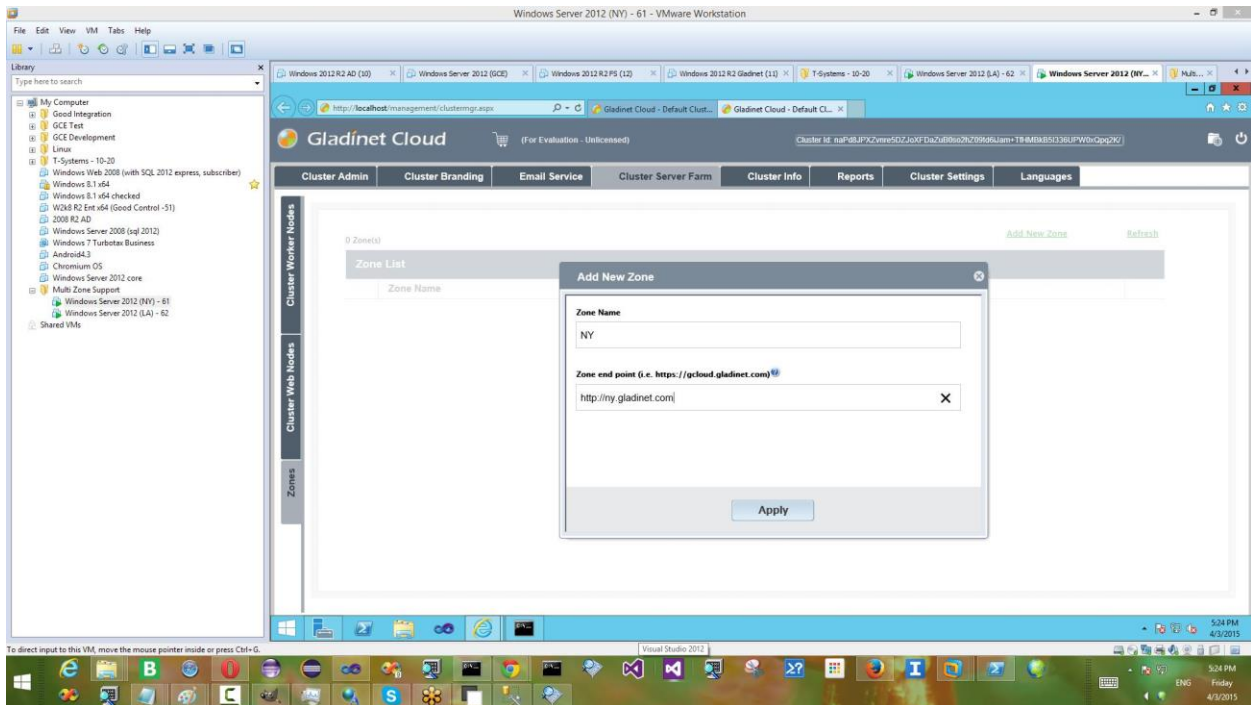 Windows Server 2012 (NY) - 61 - VMware Workstation
File Edit View VM Tabs Help
Library
Type here to search
My Computer
Good Integration
GCE Test
GCE Development
Linux
T-Systems - 10-20
Windows Web 2008 (with SQL 2012 express, subscriber)
Windows 8.1 x64
Windows 8.1 x64 checked
W2k8 R2 Ent x64 (Good Control -51)
2008 R2 AD
Windows Server 2008 (sql 2012)
Windows 7 Turbotax Business
Android4.3
Chromium OS
Windows Server 2012 core
Multi Zone Support
Windows Server 2012 (NY) - 61
Windows Server 2012 (LA) - 62
Shared VMs
Windows 2012 R2 AD (10) Windows Server 2012 (GCE) Windows 2012 R2 PS (12) Windows 2012 R2 Gladnet (11) T-Systems - 10-20 Windows Server 2012 (LA) - 62 Windows Server 2012 (NY... Mult...
http://localhost/management/clustermgr.aspx Gladinet Cloud - Default Clust... Gladinet Cloud - Default Cl...
Gladinet Cloud (For Evaluation - Unlicensed)
Cluster Admin Cluster Branding Email Service Cluster Server Farm Cluster Info Reports Cluster Settings Languages
Cluster Worker Nodes
Cluster Web Nodes
Zones
0 Zone(s) Add New Zone Refresh
Zone List
Zone Name
Add New Zone
Zone Name
NY
Zone end point (i.e. https://gcloud.gladinet.com)
http://ny.gladinet.com
Apply
5:24 PM
4/3/2015
To direct input to this VM, move the mouse pointer inside or press Ctrl+G.
Visual Studio 2012
ENG
5:24 PM
Friday
4/3/2015